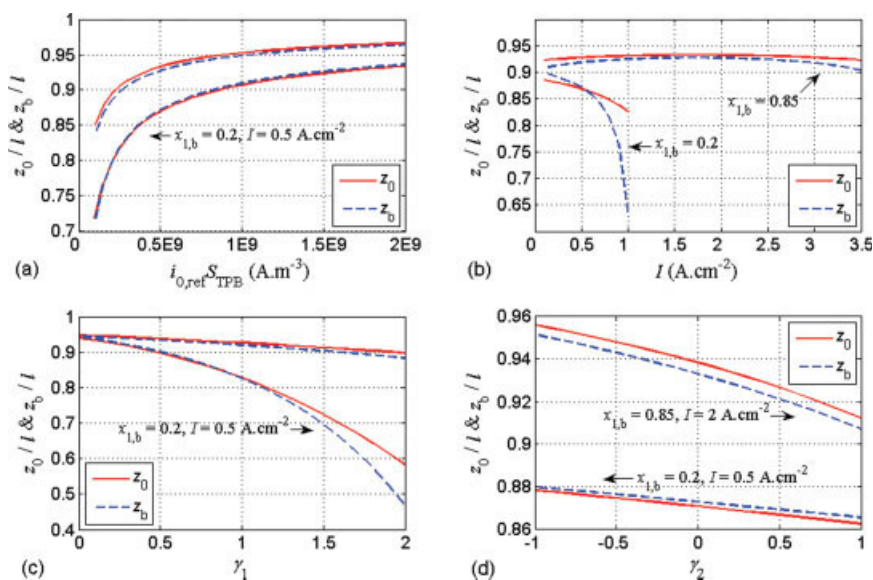 1
0.95
0.9
0.85
0.8
0.75
0.7
z0 / l & zb / l
x1,b = 0.2, I = 0.5 A.cm-2
z0
zb
0.5E9 1E9 1.5E9 2E9
(a) i0,ref STPB (A.m-3)
0.95
0.9
0.85
0.8
0.75
0.7
0.65
z0 / l & zb / l
x1,b = 0.85
x1,b = 0.2
z0
zb
0 0.5 1 1.5 2 2.5 3 3.5
(b) I (A.cm-2)
1
0.9
0.8
0.7
0.6
0.5
0.4
z0 / l & zb / l
x1,b = 0.2, I = 0.5 A.cm-2
z0
zb
0 0.5 1 1.5 2
(c) γ1
0.98
0.96
0.94
0.92
0.9
0.88
0.86
z0 / l & zb / l
z0
zb
x1,b = 0.85, I = 2 A.cm-2
x1,b = 0.2, I = 0.5 A.cm-2
-1 -0.5 0 0.5 1
(d) γ2